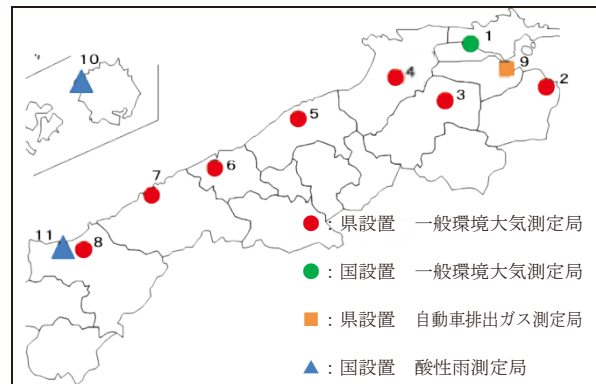 1
10
9
4
2
3
5
6
7
11
8
：県設置　一般環境大気測定局
：国設置　一般環境大気測定局
：県設置　自動車排出ガス測定局
：国設置　酸性雨測定局